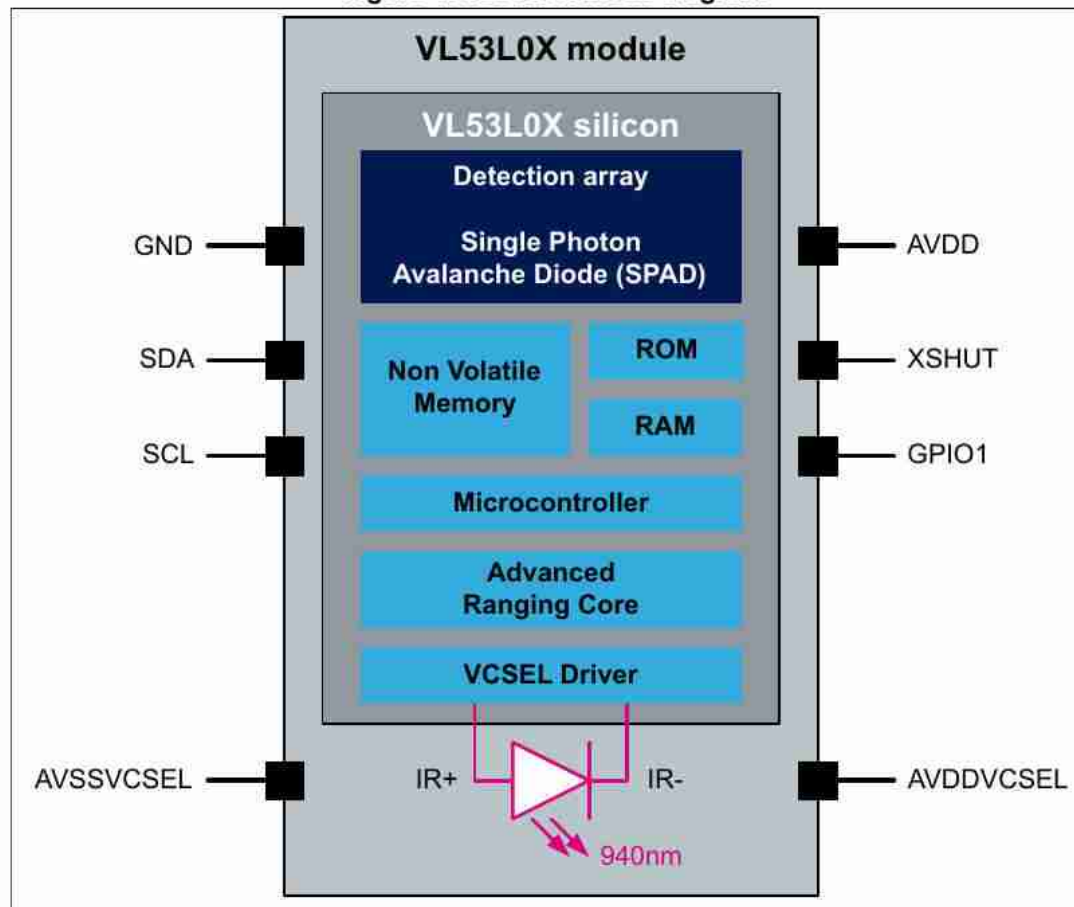 VL53L0X module
VL53L0X silicon
Detection array
Single Photon
Avalanche Diode (SPAD)
GND
AVDD
SDA
Non Volatile
Memory
ROM
XSHUT
SCL
RAM
GPIO1
Microcontroller
Advanced
Ranging Core
VCSEL Driver
AVSSVCSEL
IR+
IR-
AVDDVCSEL
940nm